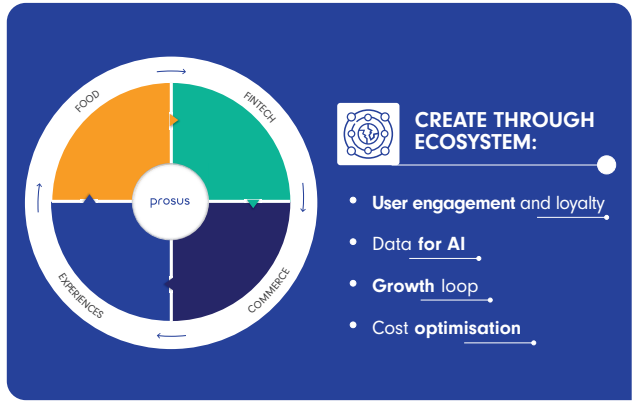 FOOD
FINTECH
prosus
EXPERIENCES
COMMERCE
CREATE THROUGH
ECOSYSTEM:
• User engagement and loyalty
• Data for AI
• Growth loop
• Cost optimisation